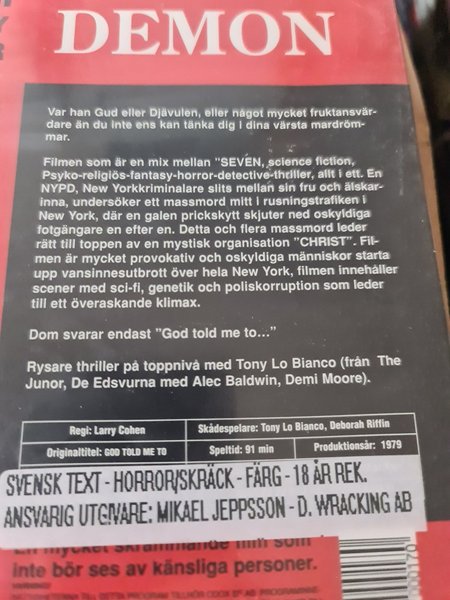 DEMON
Var han Gud eller Djävulen, eller något mycket fruktansvär-
dare än du inte ens kan tänka dig i dina värsta mardröm-
mar.
Filmen som är en mix mellan "SEVEN, science fiction,
Psyko-religiös-fantasy-horror-detective-thriller, allt i ett. En
NYPD, New Yorkkriminalare slits mellan sin fru och älskar-
inna, undersöker ett massmord mitt i rusningstrafiken i
New York, där en galen prickskytt skjuter ned oskyldiga
fotgängare en efter en. Detta och flera massmord leder
rätt till toppen av en mystisk organisation "CHRIST". Fil-
men är mycket provokativ och oskyldiga människor starta
upp vansinnesutbrott över hela New York, filmen innehåller
scener med sci-fi, genetik och poliskorruption som leder
till ett överaskande klimax.
Dom svarar endast "God told me to..."
Rysare thriller på toppnivå med Tony Lo Bianco (från The
Junor, De Edsvurna med Alec Baldwin, Demi Moore).
Regi: Larry Cohen Skådespelare: Tony Lo Bianco, Deborah Riffin
Originaltitel: GOD TOLD ME TO Speltid: 91 min Produktionsår: 1979
SVENSK TEXT - HORROR/SKRÄCK - FÄRG - 18 ÅR REK.
ANSVARIG UTGIVARE: MIKAEL JEPPSSON - D. WRACKING AB
En mycket skrämmande film som
inte bör ses av känsliga personer.